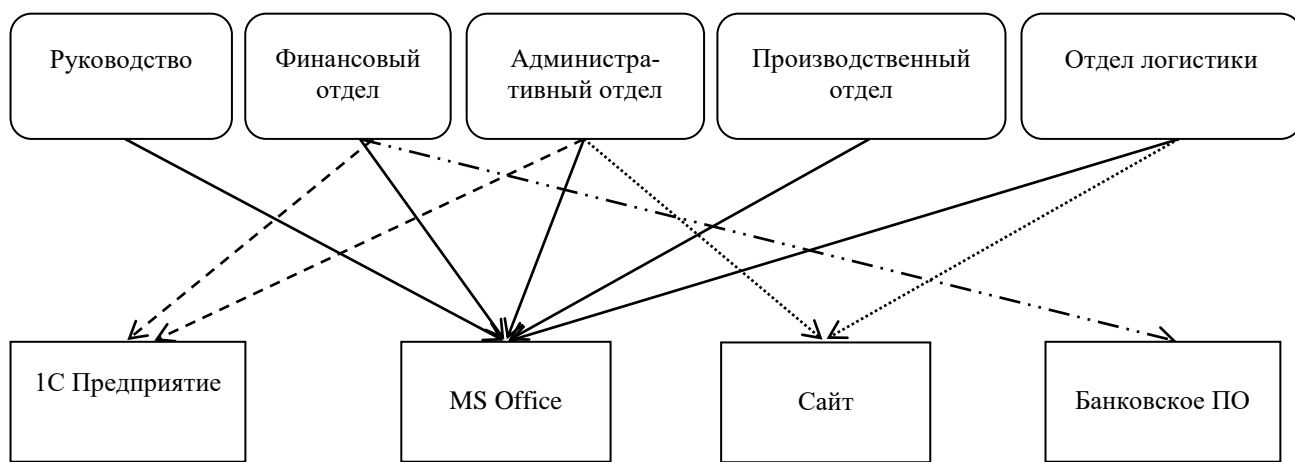 Руководство
Финансовый
отдел
Администра-
тивный отдел
Производственный
отдел
Отдел логистики
1С Предприятие
MS Office
Сайт
Банковское ПО